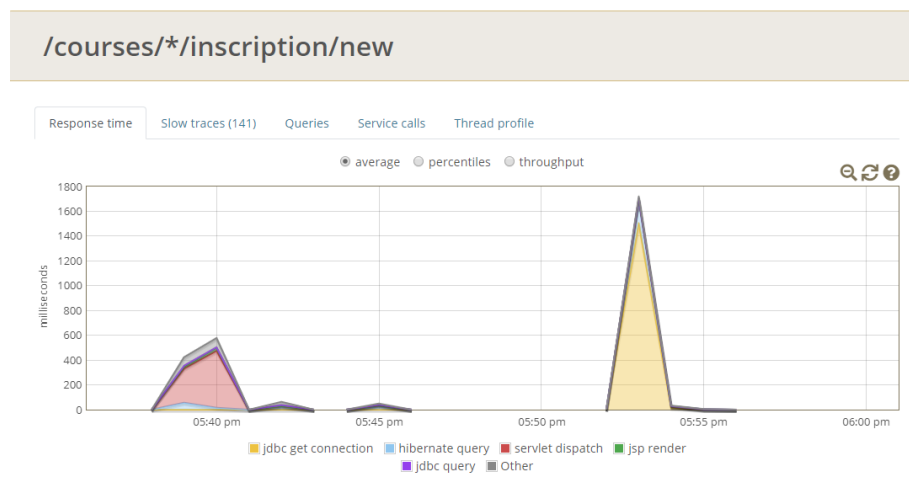 /courses/*/inscription/new
Response time Slow traces (141) Queries Service calls Thread profile
average percentiles throughput
1800
1600
1400
1200
1000
800
600
400
200
0
milliseconds
05:40 pm 05:45 pm 05:50 pm 05:55 pm 06:00 pm
jdbc get connection hibernate query servlet dispatch jsp render
jdbc query Other